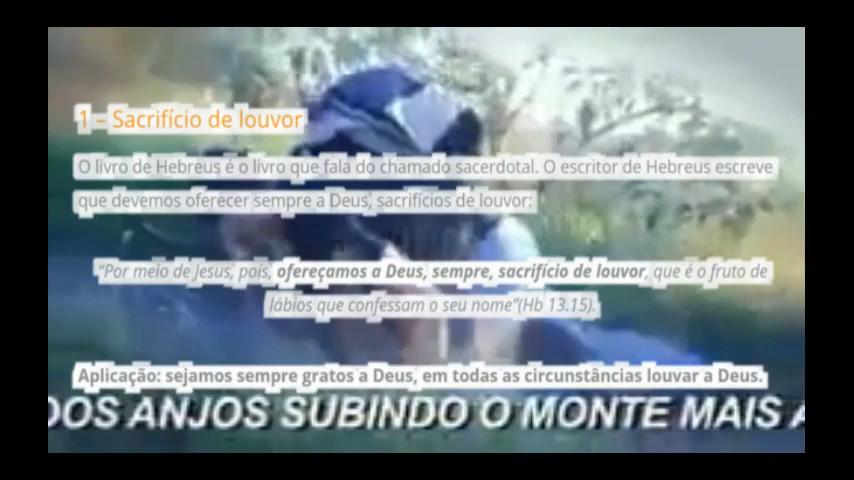 1 – Sacrifício de louvor
O livro de Hebreus é o livro que fala do chamado sacerdotal. O escritor de Hebreus escreve
que devemos oferecer sempre a Deus, sacrifícios de louvor:
“Por meio de Jesus, pois, ofereçamos a Deus, sempre, sacrifício de louvor, que é o fruto de
lábios que confessam o seu nome”(Hb 13.15).
Aplicação: sejamos sempre gratos a Deus, em todas as circunstâncias louvar a Deus.
DOS ANJOS SUBINDO O MONTE MAIS A